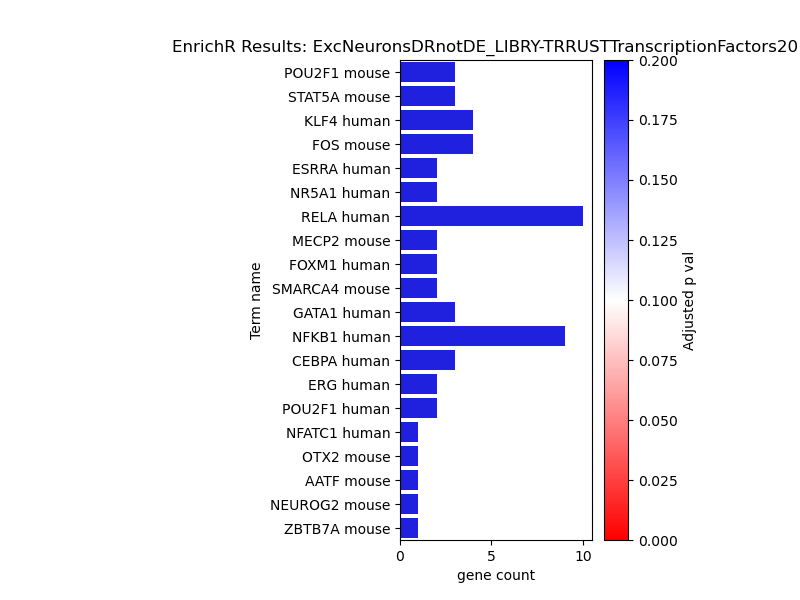 EnrichR Results: ExcNeuronsDRnotDE_LIBRY-TRRUSTTranscriptionFactors20
POU2F1 mouse
STAT5A mouse
KLF4 human
FOS mouse
ESRRA human
NR5A1 human
RELA human
MECP2 mouse
FOXM1 human
SMARCA4 mouse
GATA1 human
NFKB1 human
CEBPA human
ERG human
POU2F1 human
NFATC1 human
OTX2 mouse
AATF mouse
NEUROG2 mouse
ZBTB7A mouse
Term name
0 5 10
gene count
0.200
0.175
0.150
0.125
0.100
0.075
0.050
0.025
0.000
Adjusted p val